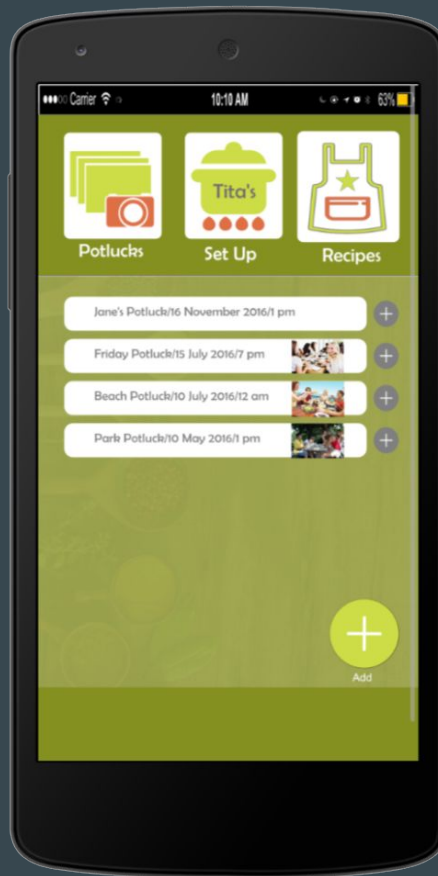 Carrier 10:10 AM 63%
Tita's
Potlucks Set Up Recipes
Jane's Potluck/16 November 2016/1 pm
Friday Potluck/15 July 2016/7 pm
Beach Potluck/10 July 2016/12 am
Park Potluck/10 May 2016/1 pm
Add